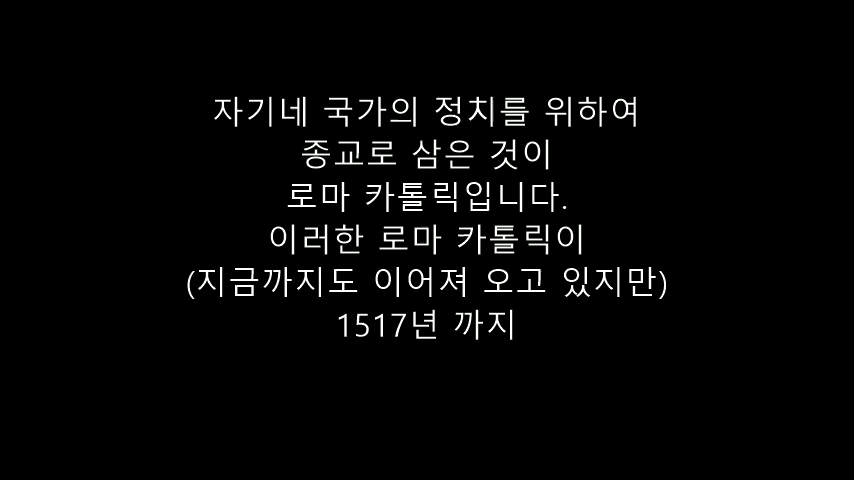 자기네 국가의 정치를 위하여
종교로 삼은 것이
로마 카톨릭입니다.
이러한 로마 카톨릭이
(지금까지도 이어져 오고 있지만)
1517년 까지